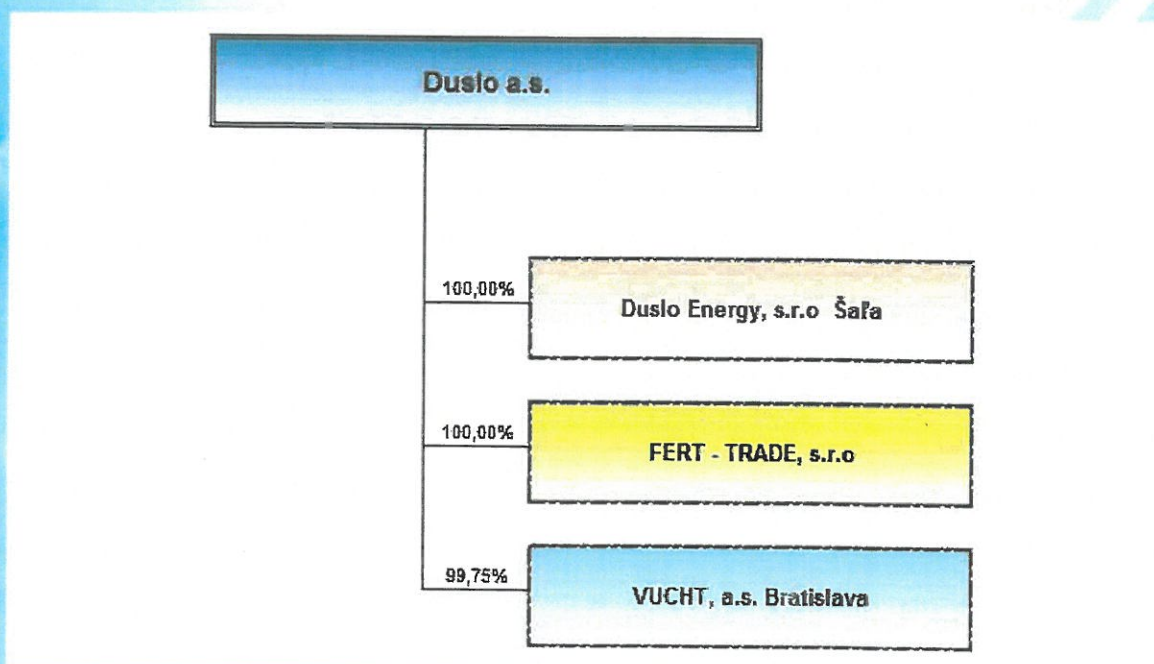 Duslo a.s.
100,00%
Duslo Energy, s.r.o Šaľa
100,00%
FERT - TRADE, s.r.o
99,75%
VUCHT, a.s. Bratislava